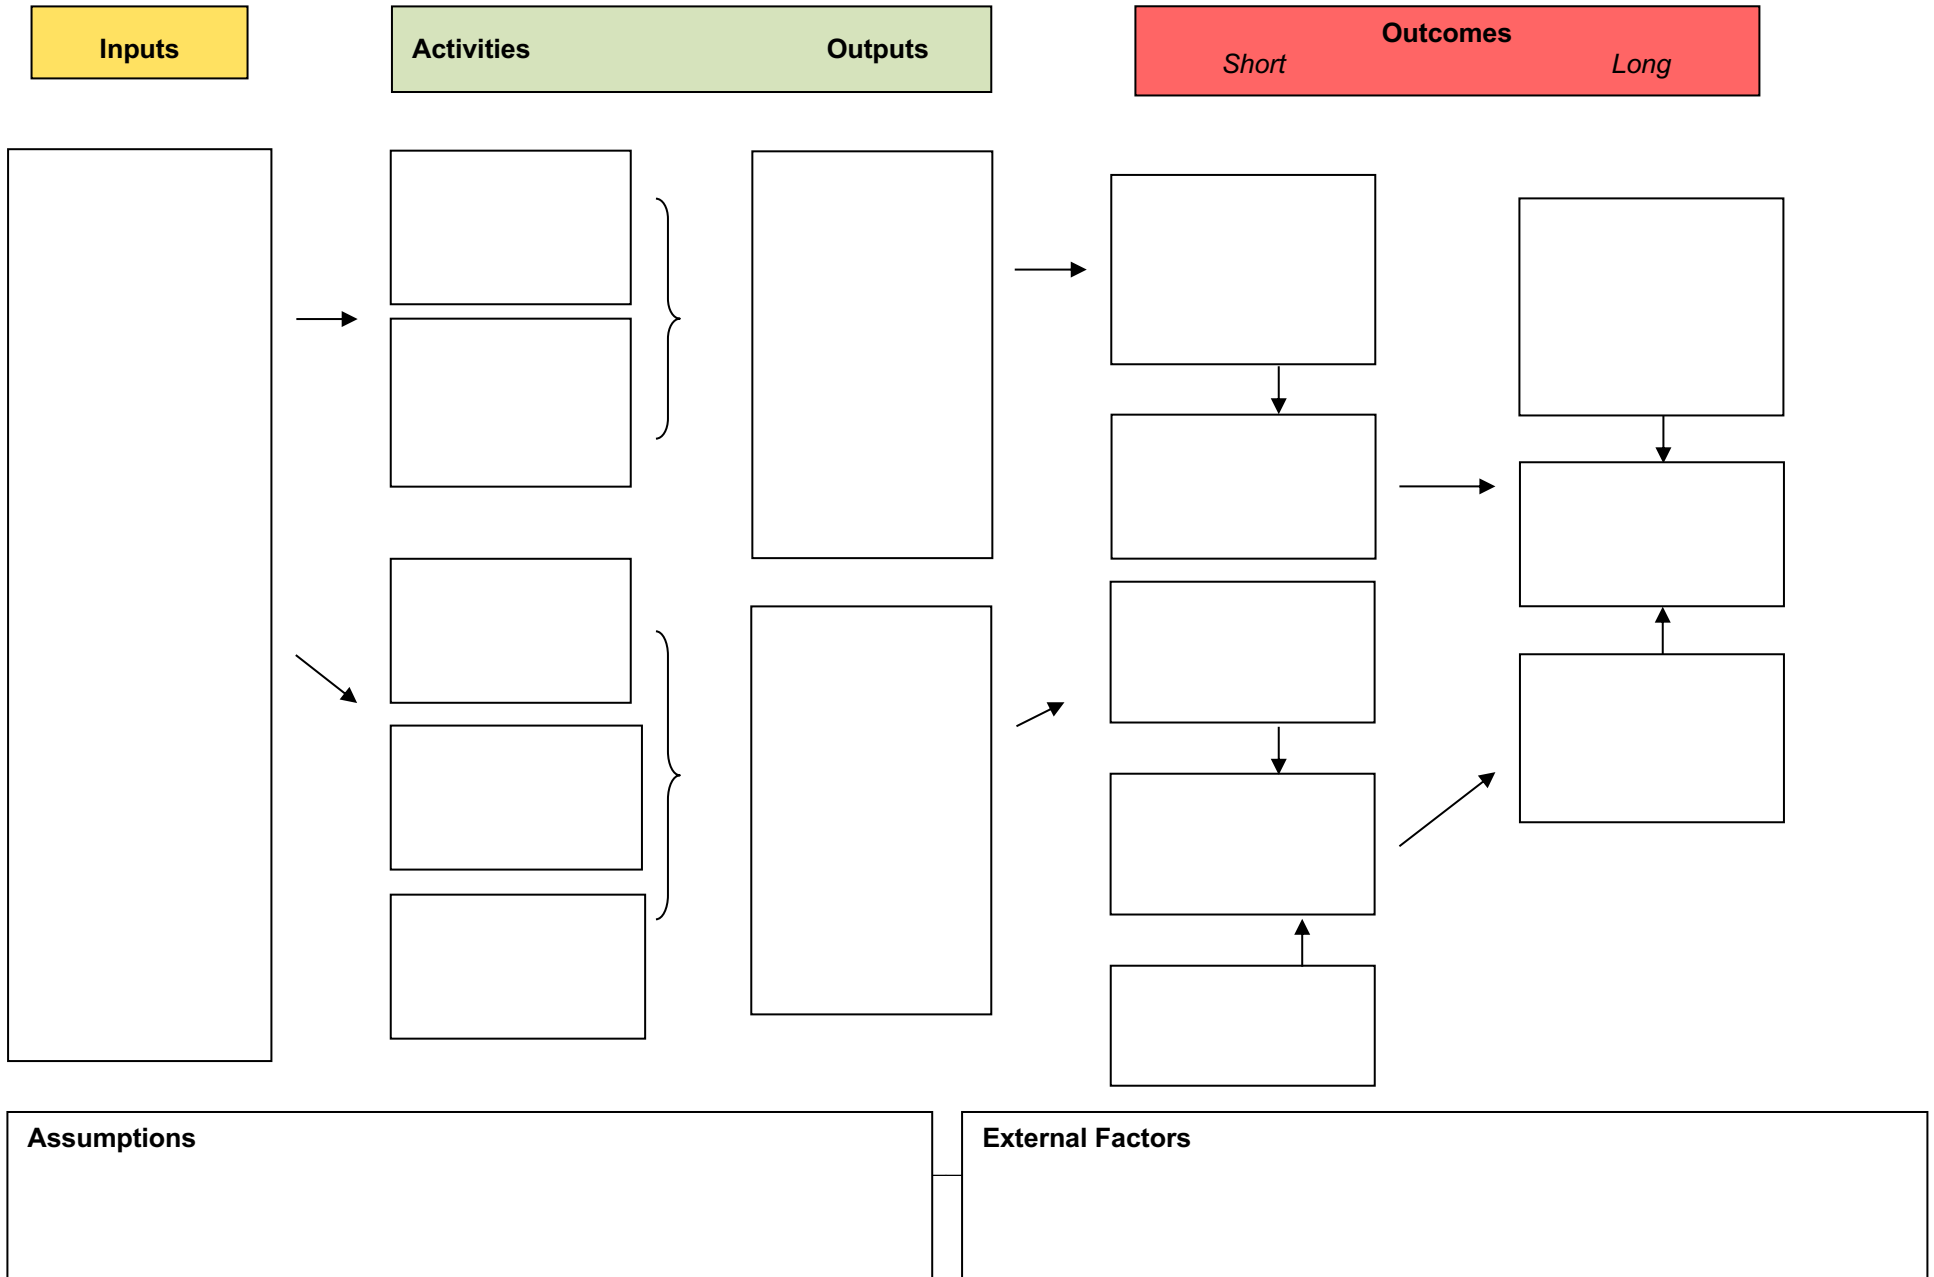 Inputs
Activities Outputs
Outcomes
Short Long
Assumptions
External Factors